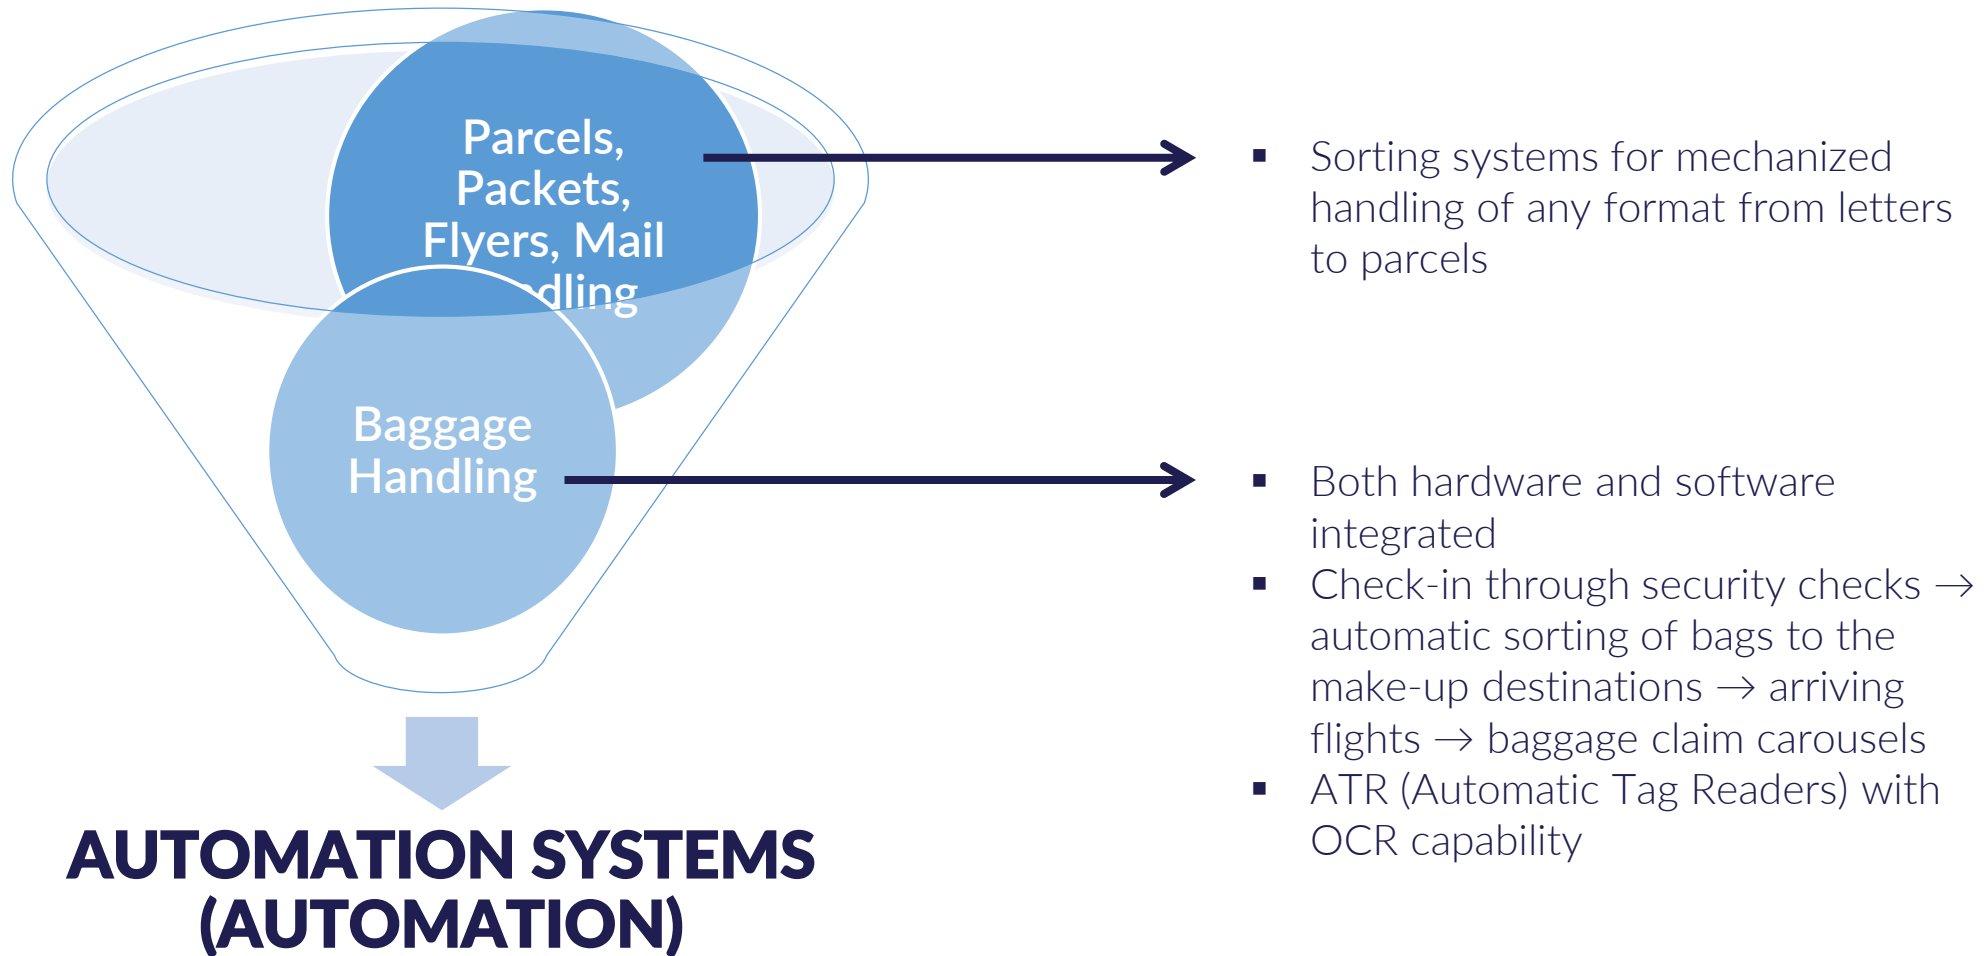 Parcels,
Packets,
Flyers, Mail
dling
Baggage
Handling
AUTOMATION SYSTEMS
(AUTOMATION)
▪ Sorting systems for mechanized
handling of any format from letters
to parcels
▪ Both hardware and software
integrated
▪ Check-in through security checks →
automatic sorting of bags to the
make-up destinations → arriving
flights → baggage claim carousels
▪ ATR (Automatic Tag Readers) with
OCR capability